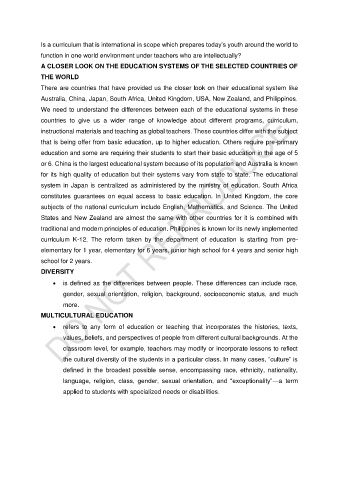 Is a curriculum that is international in scope which prepares today's youth around the world to
function in one world environment under teachers who are intellectually?
A CLOSER LOOK ON THE EDUCATION SYSTEMS OF THE SELECTED COUNTRIES OF
THE WORLD
There are countries that have provided us the closer look on their educational system like
Australia, China, Japan, South Africa, United Kingdom, USA, New Zealand, and Philippines.
We need to understand the differences between each of the educational systems in these
countries to give us a wider range of knowledge about different programs, curriculum,
instructional materials and teaching as global teachers. These countries differ with the subject
that is being offer from basic education, up to higher education. Others require pre-primary
education and some are requiring their students to start their basic education in the age of 5
or 6. China is the largest educational system because of its population and Australia is known
for its high quality of education but their systems vary from state to state. The educational
system in Japan is centralized as administered by the ministry of education. South Africa
constitutes guarantees on equal access to basic education. In United Kingdom, the core
subjects of the national curriculum include English, Mathematics, and Science. The United
States and New Zealand are almost the same with other countries for it is combined with
traditional and modern principles of education. Philippines is known for its newly implemented
curriculum K-12. The reform taken by the department of education is starting from pre-
elementary for 1 year, elementary for 6 years, junior high school for 4 years and senior high
school for 2 years.
DIVERSITY
• is defined as the differences between people. These differences can include race,
gender, sexual orientation, religion, background, socioeconomic status, and much
more.
MULTICULTURAL EDUCATION
• refers to any form of education or teaching that incorporates the histories, texts,
values, beliefs, and perspectives of people from different cultural backgrounds. At the
classroom level, for example, teachers may modify or incorporate lessons to reflect
the cultural diversity of the students in a particular class. In many cases, "culture" is
defined in the broadest possible sense, encompassing race, ethnicity, nationality,
language, religion, class, gender, sexual orientation, and "exceptionality"—a term
applied to students with specialized needs or disabilities.
DO NOT REPRODUCE